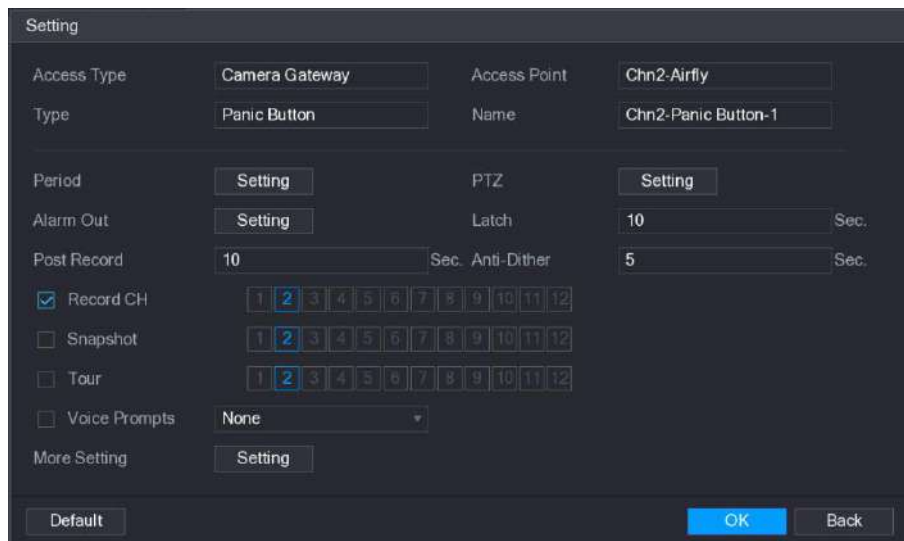 Setting
Access Type Camera Gateway Access Point Chn2-Airfly
Type Panic Button Name Chn2-Panic Button-1
Period Setting PTZ Setting
Alarm Out Setting Latch 10 Sec.
Post Record 10 Sec. Anti-Dither 5 Sec.
Record CH 1 2 3 4 5 6 7 8 9 10 11 12
Snapshot 1 2 3 4 5 6 7 8 9 10 11 12
Tour 1 2 3 4 5 6 7 8 9 10 11 12
Voice Prompts None
More Setting Setting
Default OK Back